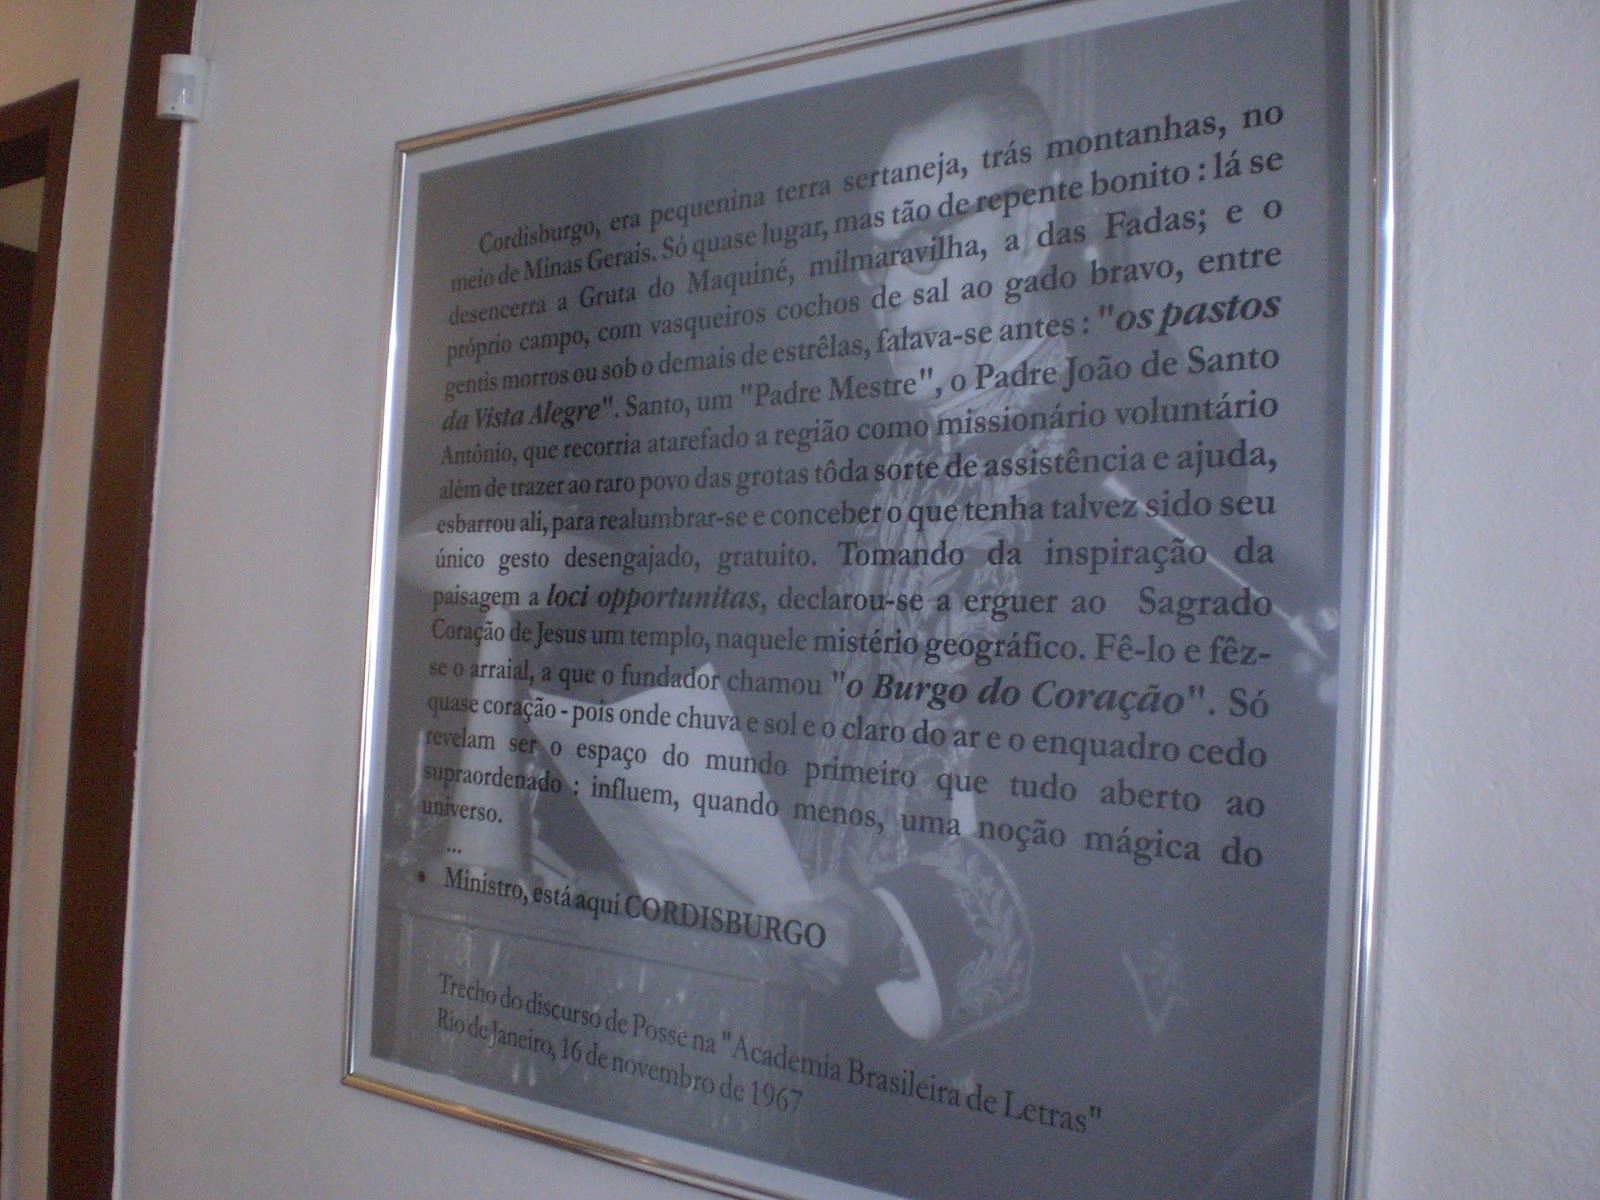 Cordisburgo, era pequenina terra sertaneja, trás montanhas, no
meio de Minas Gerais. Só quase lugar, mas tão de repente bonito : lá se
desencerra a Gruta do Maquiné, milmaravilha, a das Fadas; e o
próprio campo, com vasqueiros cochos de sal ao gado bravo, entre
gentis morros ou sob o demais de estrêlas, falava-se antes : "os pastos
da Vista Alegre". Santo, um "Padre Mestre", o Padre João de Santo
Antônio, que recorria atarefado a região como missionário voluntário
além de trazer ao raro povo das grotas tôda sorte de assistência e ajuda,
esbarrou ali, para realumbrar-se e conceber o que tenha talvez sido seu
único gesto desengajado, gratuito. Tomando da inspiração da
paisagem a loci opportunitas, declarou-se a erguer ao Sagrado
Coração de Jesus um templo, naquele mistério geográfico. Fê-lo e fêz-
se o arraial, a que o fundador chamou "o Burgo do Coração". Só
quase coração - pois onde chuva e sol e o claro do ar e o enquadro cedo
revelam ser o espaço do mundo primeiro que tudo aberto ao
supraordenado : influem, quando menos, uma noção mágica do
universo.
...
• Ministro, está aqui CORDISBURGO
Trecho do discurso de Posse na "Academia Brasileira de Letras"
Rio de Janeiro, 16 de novembro de 1967